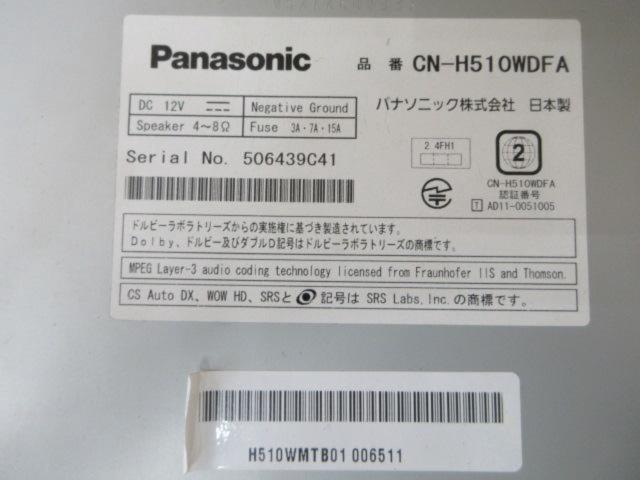 Panasonic 品番 CN-H510WDFA
DC 12V Negative Ground
Speaker 4～8Ω Fuse 3A・7A・15A
パナソニック株式会社 日本製
Serial No. 506439C41
2.4FH1
2
CN-H510WDFA
認証番号
T AD11-0051005
ドルビーラボラトリーズからの実施権に基づき製造されています。
Dolby、ドルビー及びダブルD記号はドルビーラボラトリーズの商標です。
MPEG Layer-3 audio coding technology licensed from Fraunhofer IIS and Thomson.
CS Auto DX、WOW HD、SRSと 記号は SRS Labs,Inc.の商標です。
H510WMTB01 006511